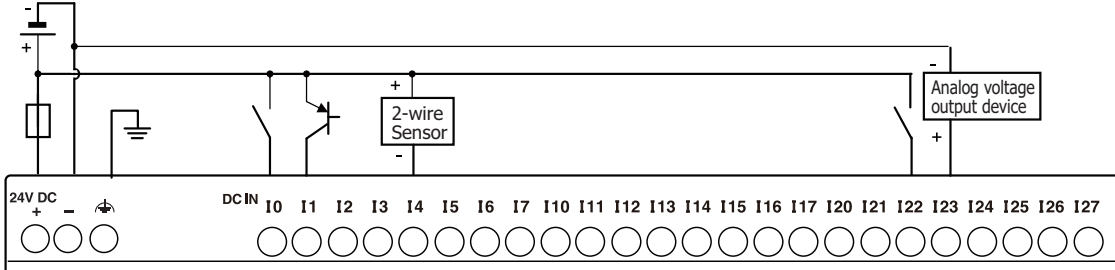 -
+
+
2-wire
Sensor
-
-
Analog voltage
output device
+
24V DC
+ -
DC IN I0 I1 I2 I3 I4 I5 I6 I7 I10 I11 I12 I13 I14 I15 I16 I17 I20 I21 I22 I23 I24 I25 I26 I27